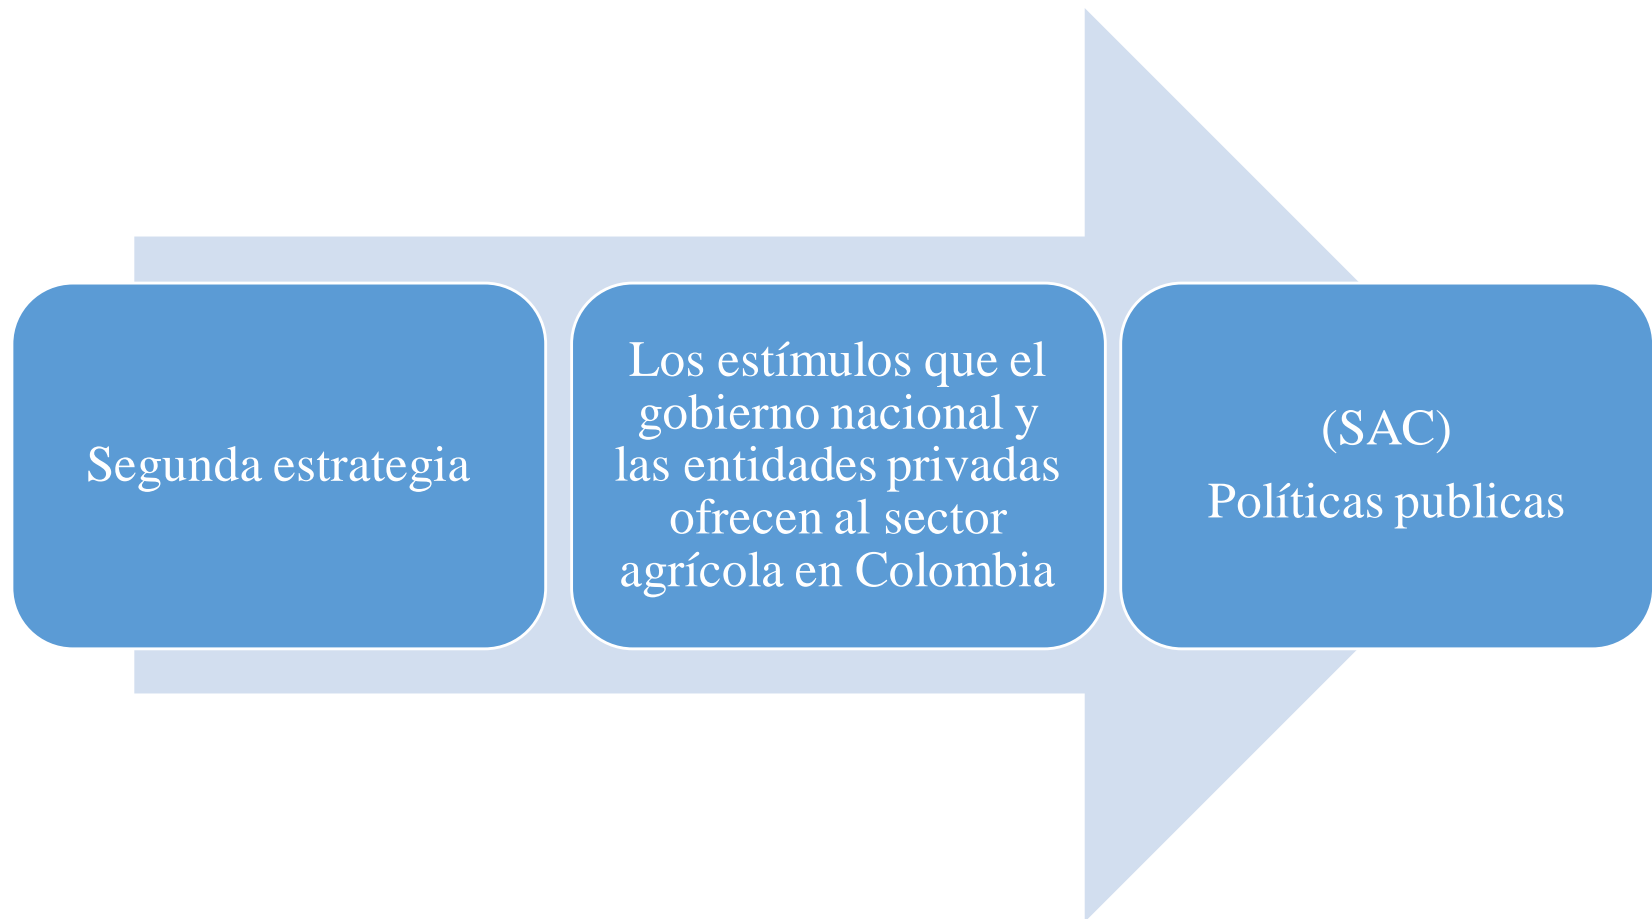 Segunda estrategia
Los estímulos que el
gobierno nacional y
las entidades privadas
ofrecen al sector
agrícola en Colombia
(SAC)
Políticas publicas